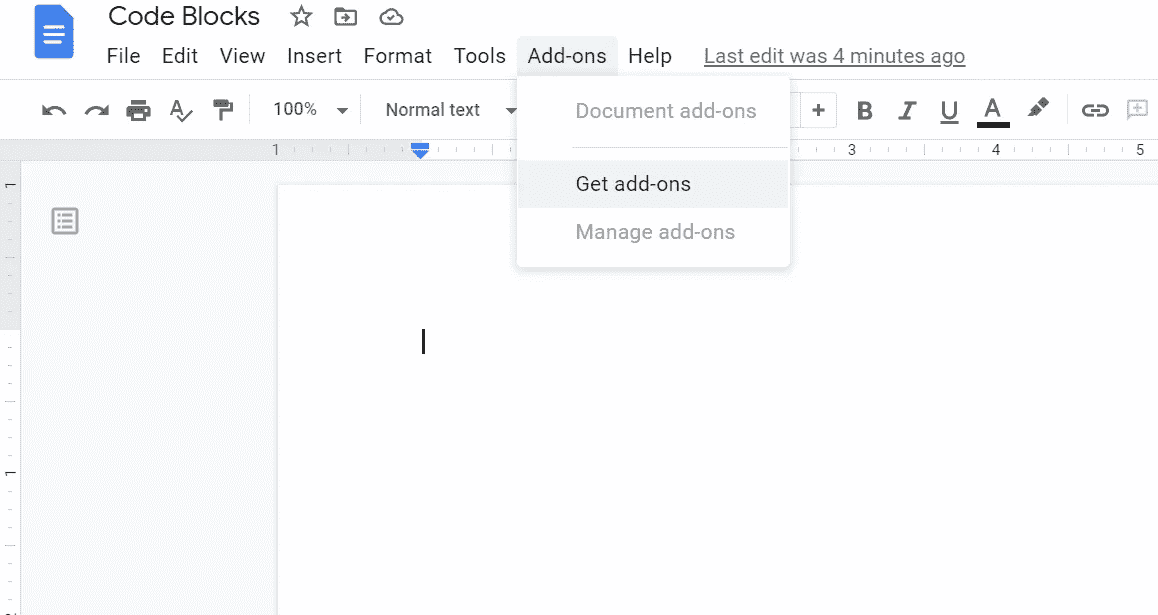 Code Blocks
File Edit View Insert Format Tools Add-ons Help Last edit was 4 minutes ago
100% Normal text + B I U A
Document add-ons
1 3 4 5
Get add-ons
Manage add-ons
1
1